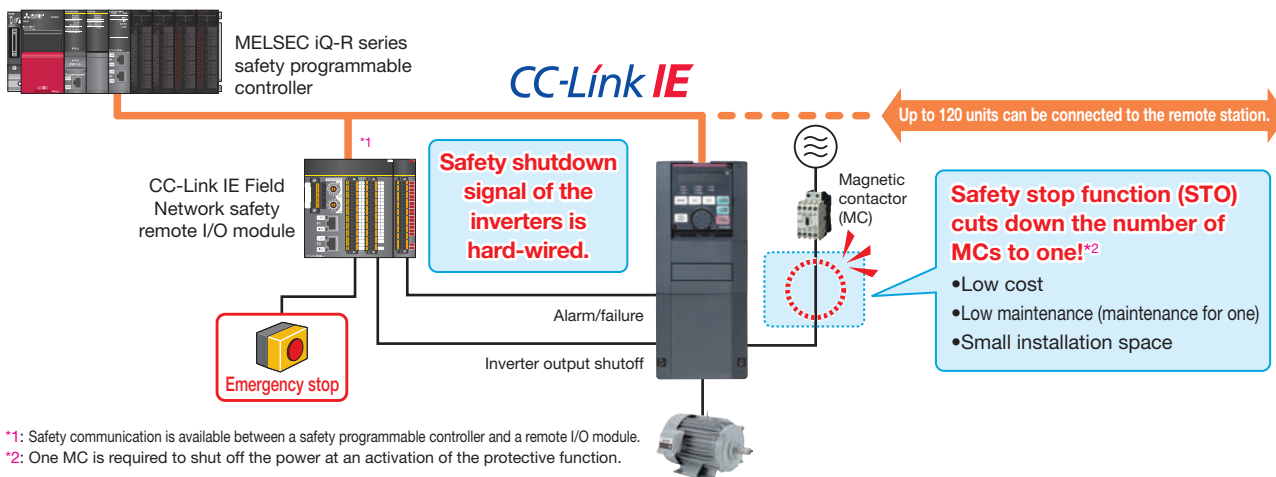 MELSEC iQ-R series
safety programmable
controller
CC-Link IE
Up to 120 units can be connected to the remote station.
*1
CC-Link IE Field
Network safety
remote I/O module
Safety shutdown
signal of the
inverters is
hard-wired.
Magnetic
contactor
(MC)
Safety stop function (STO)
cuts down the number of
MCs to one!*2
•Low cost
•Low maintenance (maintenance for one)
•Small installation space
Alarm/failure
Inverter output shutoff
Emergency stop
*1: Safety communication is available between a safety programmable controller and a remote I/O module.
*2: One MC is required to shut off the power at an activation of the protective function.